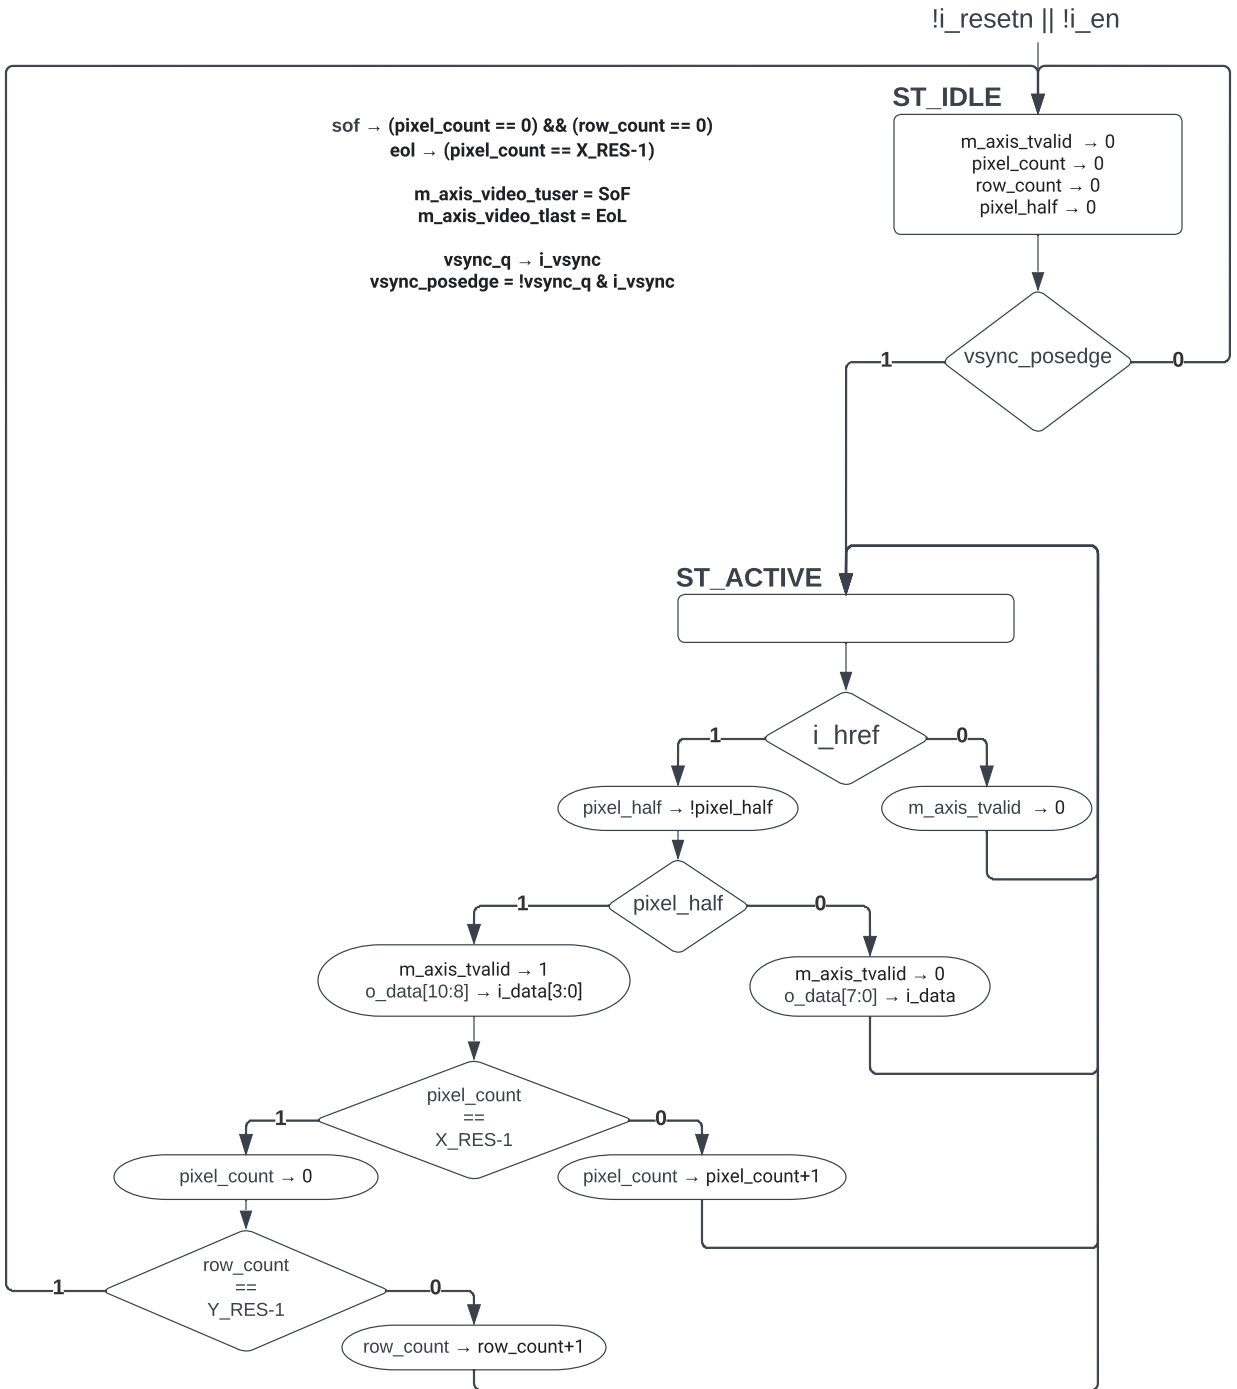 !i_resetn || !i_en
ST_IDLE
m_axis_tvalid → 0
pixel_count → 0
row_count → 0
pixel_half → 0
sof → (pixel_count == 0) && (row_count == 0)
eol → (pixel_count == X_RES-1)
m_axis_video_tuser = SoF
m_axis_video_tlast = EoL
vsync_q → i_vsync
vsync_posedge = !vsync_q & i_vsync
1
vsync_posedge
0
ST_ACTIVE
1
i_href
0
pixel_half → !pixel_half
m_axis_tvalid → 0
1
pixel_half
0
m_axis_tvalid → 1
o_data[10:8] → i_data[3:0]
m_axis_tvalid → 0
o_data[7:0] → i_data
1
pixel_count
==
X_RES-1
0
pixel_count → 0
pixel_count → pixel_count+1
1
row_count
==
Y_RES-1
0
row_count → row_count+1